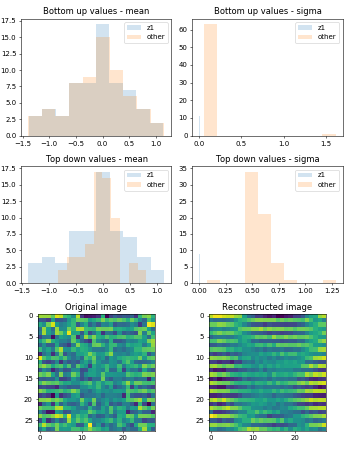 Bottom up values - mean
Bottom up values - sigma
17.5
15.0
12.5
10.0
7.5
5.0
2.5
0.0
z1
other
−1.5 −1.0 −0.5 0.0 0.5 1.0
60
50
40
30
20
10
0
z1
other
0.0 0.5 1.0 1.5
Top down values - mean
Top down values - sigma
17.5
15.0
12.5
10.0
7.5
5.0
2.5
0.0
z1
other
−1.5 −1.0 −0.5 0.0 0.5 1.0
35
30
25
20
15
10
5
0
z1
other
0.00 0.25 0.50 0.75 1.00 1.25
Original image
Reconstructed image
0
5
10
15
20
25
0 10 20
0
5
10
15
20
25
0 10 20